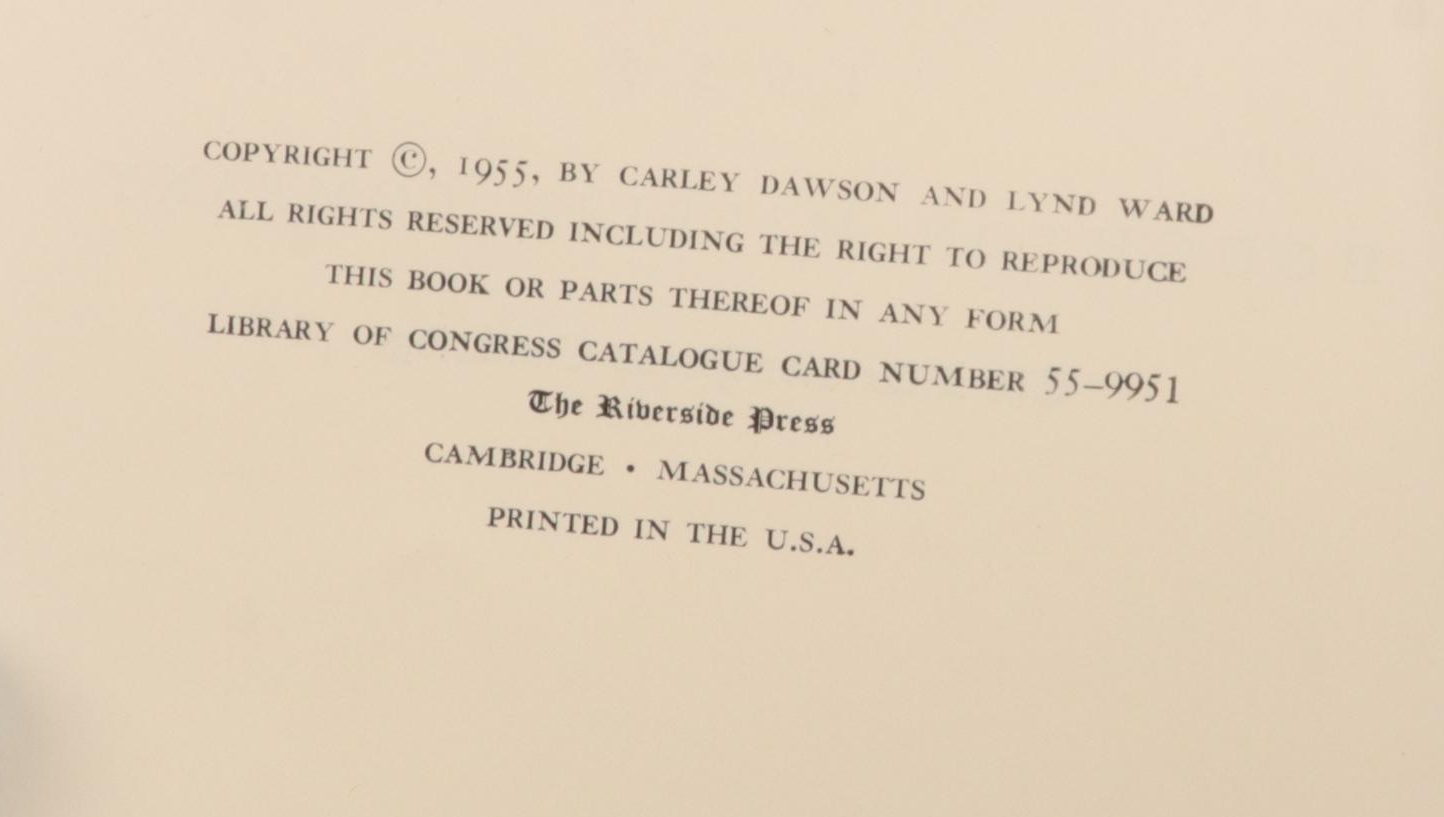 COPYRIGHT ©, 1955, BY CARLEY DAWSON AND LYND WARD
ALL RIGHTS RESERVED INCLUDING THE RIGHT TO REPRODUCE
THIS BOOK OR PARTS THEREOF IN ANY FORM
LIBRARY OF CONGRESS CATALOGUE CARD NUMBER 55–9951
The Riverside Press
CAMBRIDGE • MASSACHUSETTS
PRINTED IN THE U.S.A.